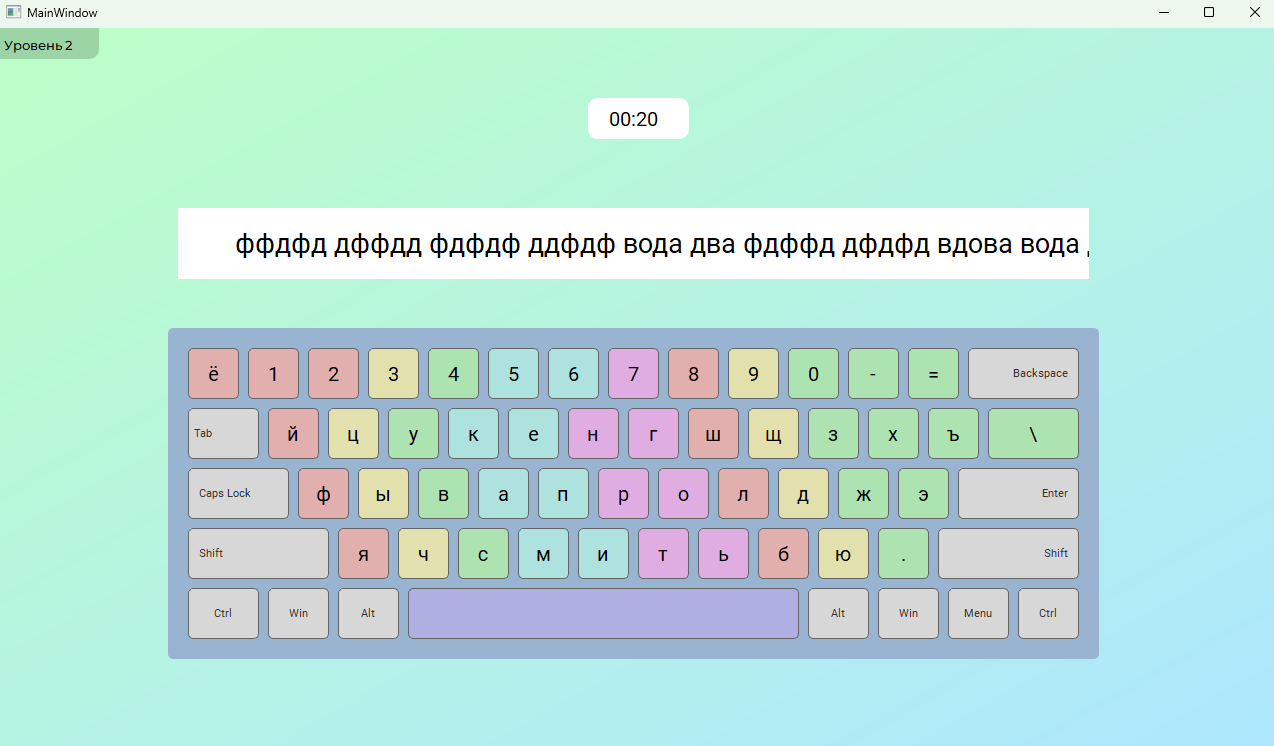 MainWindow
Уровень 2
00:20
ффдфд дффдд фдфдф ддфдф вода два фдффд дфдфд вдова вода
ё 1 2 3 4 5 6 7 8 9 0 - = Backspace
Tab й ц у к е н г ш щ з х ъ \
Caps Lock ф ы в а п р о л д ж э Enter
Shift я ч с м и т ь б ю . Shift
Ctrl Win Alt Alt Win Menu Ctrl